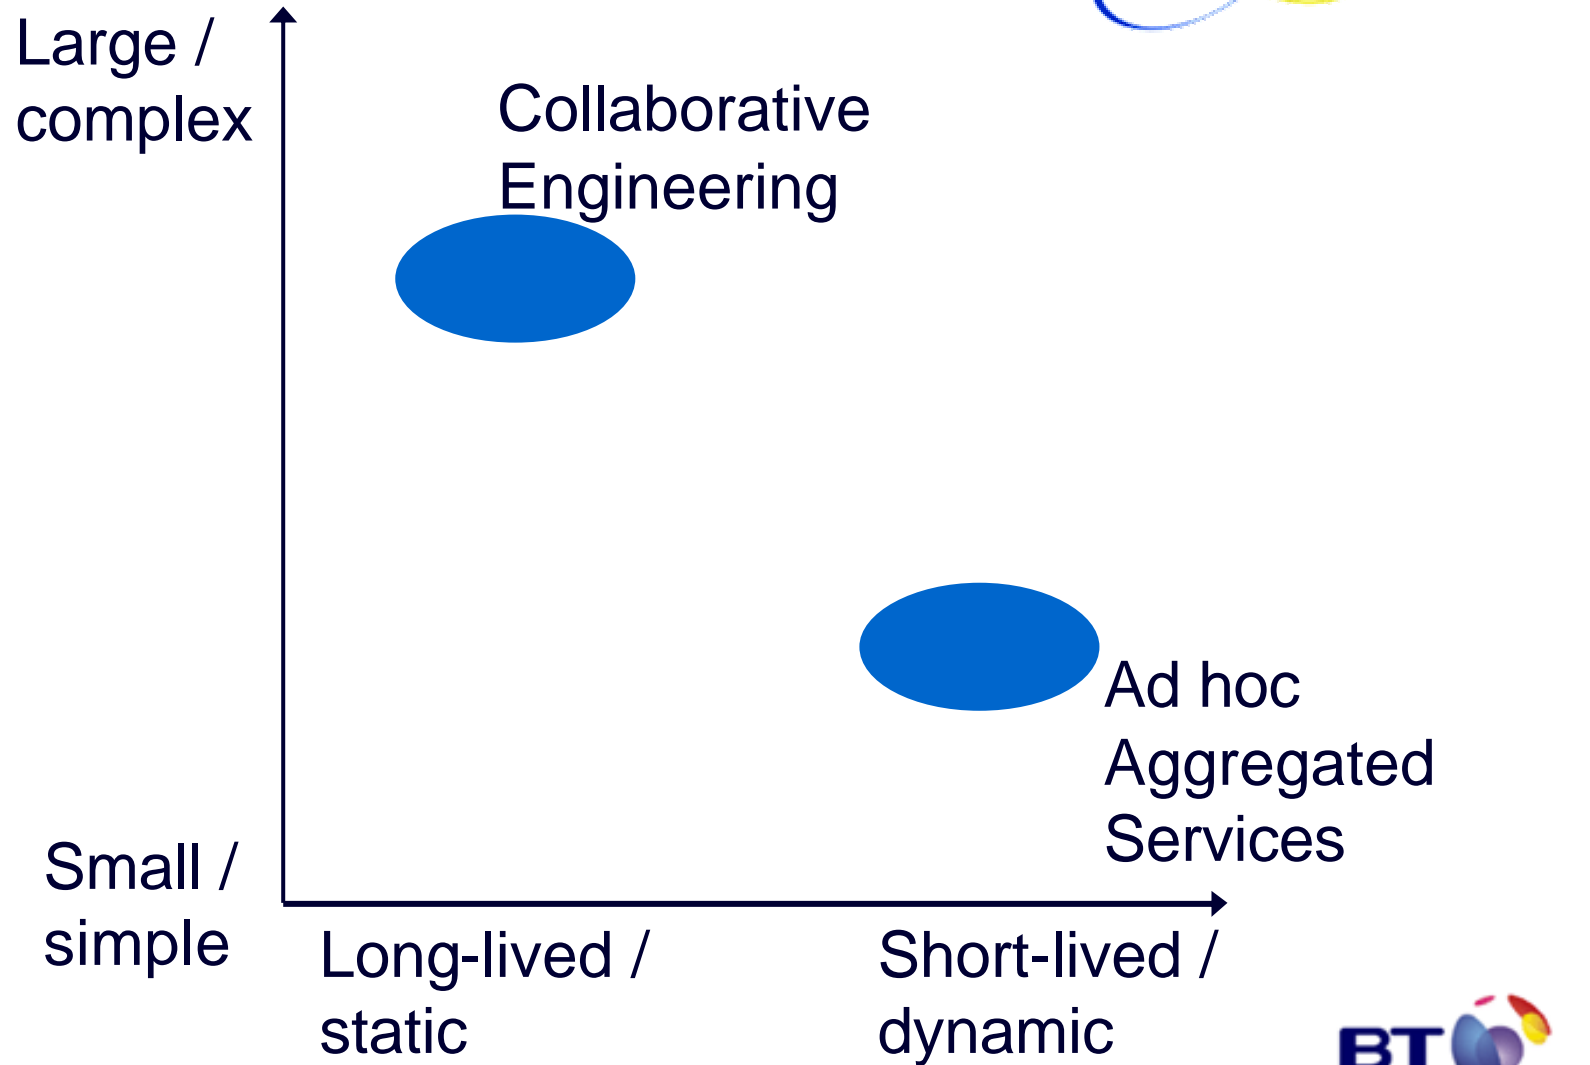 Large /
complex
Collaborative
Engineering
Ad hoc
Aggregated
Services
Small /
simple
Long-lived /
static
Short-lived /
dynamic
BT